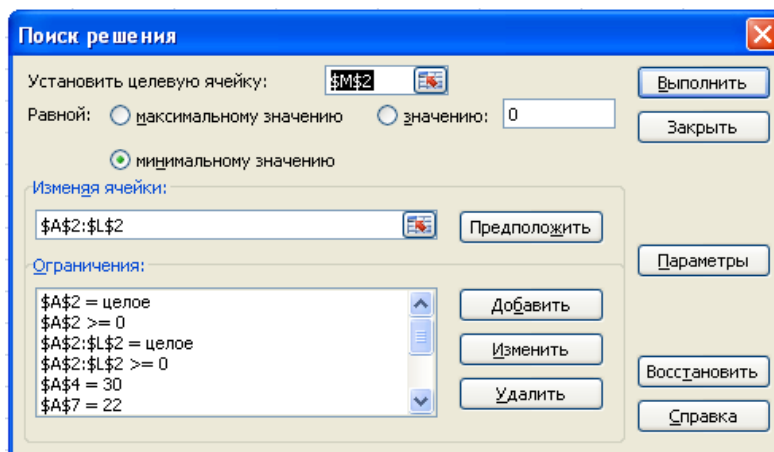 Поиск решения
Установить целевую ячейку: $M$2 Выполнить
Равной: максимальному значению значению: 0 Закрыть
минимальному значению
Изменяя ячейки:
$A$2:$L$2 Предположить
Ограничения: Параметры
$A$2 = целое Добавить
$A$2 >= 0
$A$2:$L$2 = целое Изменить
$A$2:$L$2 >= 0 Восстановить
$A$4 = 30 Удалить
$A$7 = 22 Справка